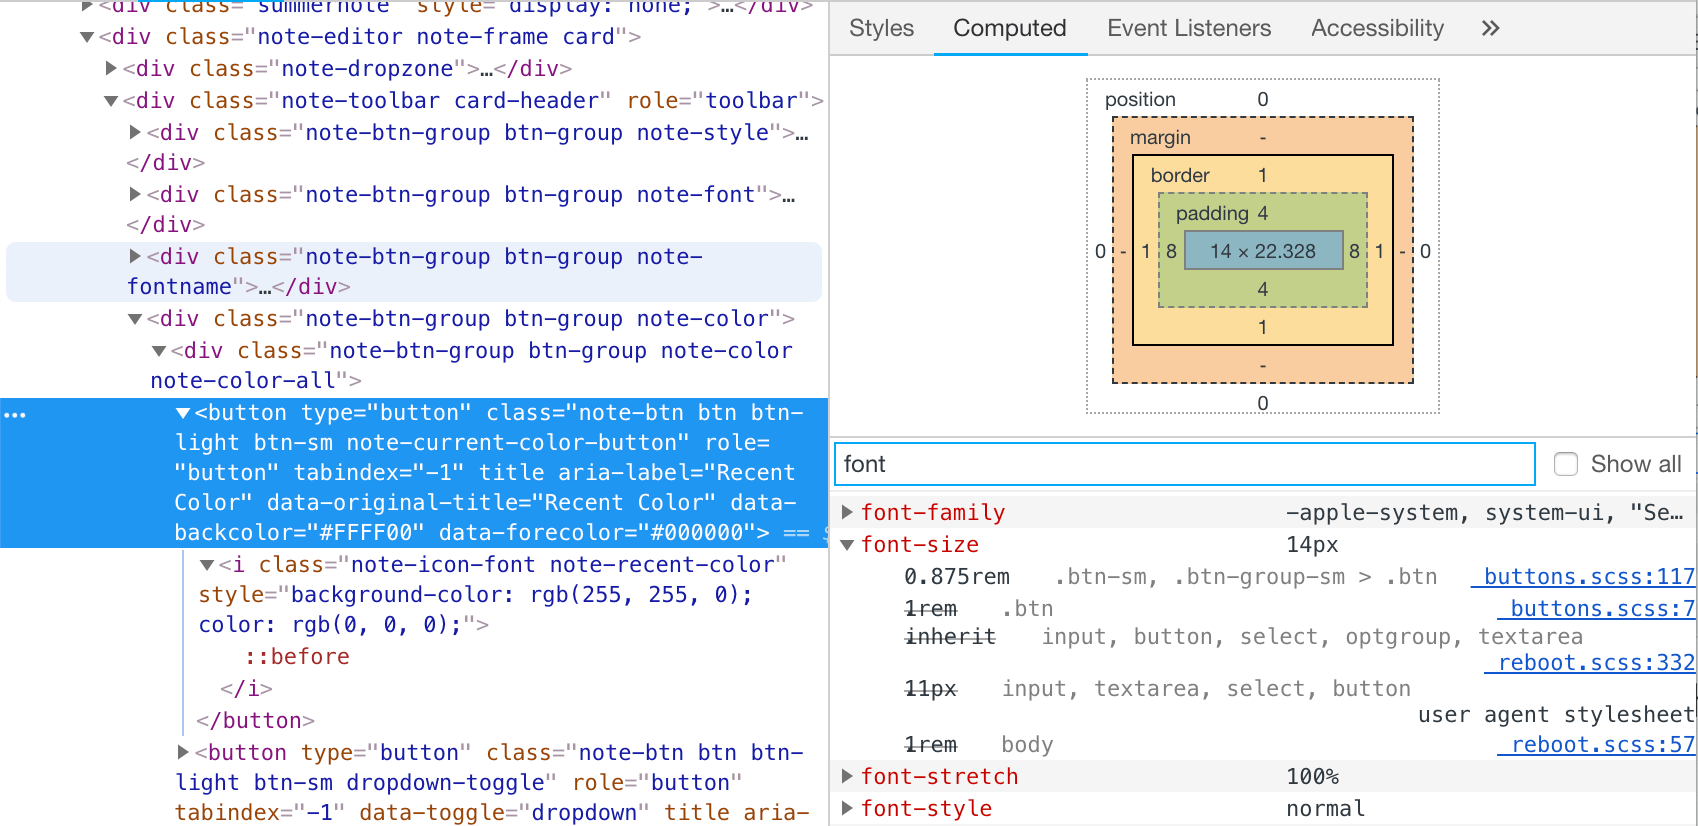 <div class="summernote" style="display: none;">…</div>
<div class="note-editor note-frame card">
<div class="note-dropzone">…</div>
<div class="note-toolbar card-header" role="toolbar">
<div class="note-btn-group btn-group note-style">…
</div>
<div class="note-btn-group btn-group note-font">…
</div>
<div class="note-btn-group btn-group note-
fontname">…</div>
<div class="note-btn-group btn-group note-color">
<div class="note-btn-group btn-group note-color
note-color-all">
<button type="button" class="note-btn btn btn-
light btn-sm note-current-color-button" role=
"button" tabindex="-1" title aria-label="Recent
Color" data-original-title="Recent Color" data-
backcolor="#FFFF00" data-forecolor="#000000"> ==
<i class="note-icon-font note-recent-color"
style="background-color: rgb(255, 255, 0);
color: rgb(0, 0, 0);">
::before
</i>
</button>
<button type="button" class="note-btn btn btn-
light btn-sm dropdown-toggle" role="button"
tabindex="-1" data-toggle="dropdown" title aria-
Styles Computed Event Listeners Accessibility »
position 0
margin -
border 1
padding 4
0 - 1 8 14 × 22.328 8 1 - 0
4
1
-
0
font Show all
font-family -apple-system, system-ui, "Se…
font-size 14px
0.875rem .btn-sm, .btn-group-sm > .btn buttons.scss:117
1rem .btn buttons.scss:7
inherit input, button, select, optgroup, textarea
reboot.scss:332
11px input, textarea, select, button
user agent stylesheet
1rem body reboot.scss:57
font-stretch 100%
font-style normal